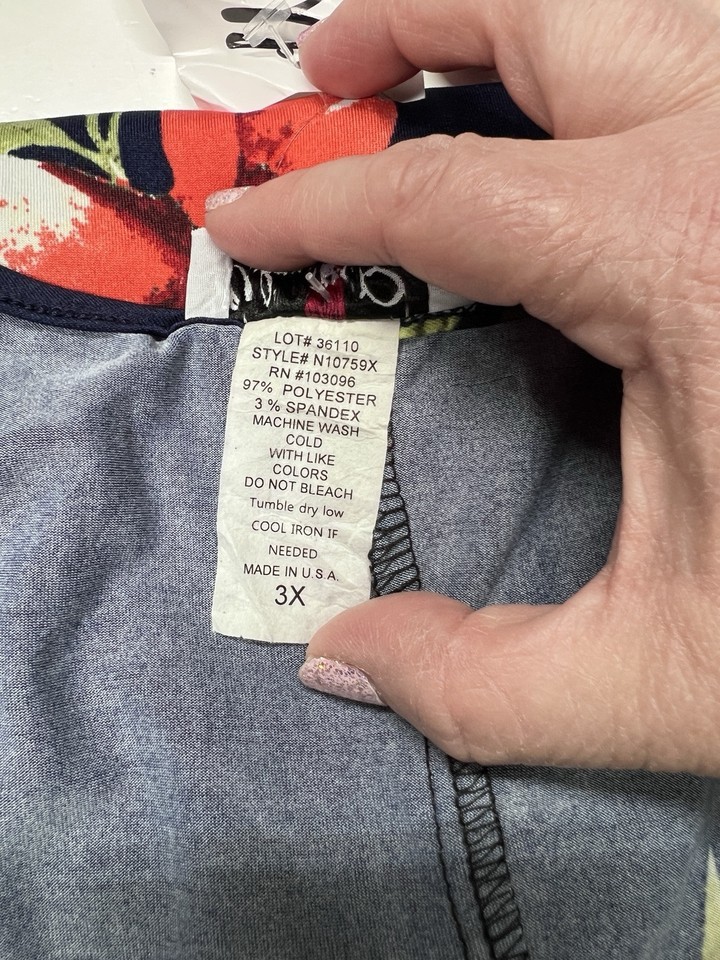 LOT# 36110
STYLE# N10759X
RN #103096
97% POLYESTER
3 % SPANDEX
MACHINE WASH
COLD
WITH LIKE
COLORS
DO NOT BLEACH
Tumble dry low
COOL IRON IF
NEEDED
MADE IN U.S.A.
3X